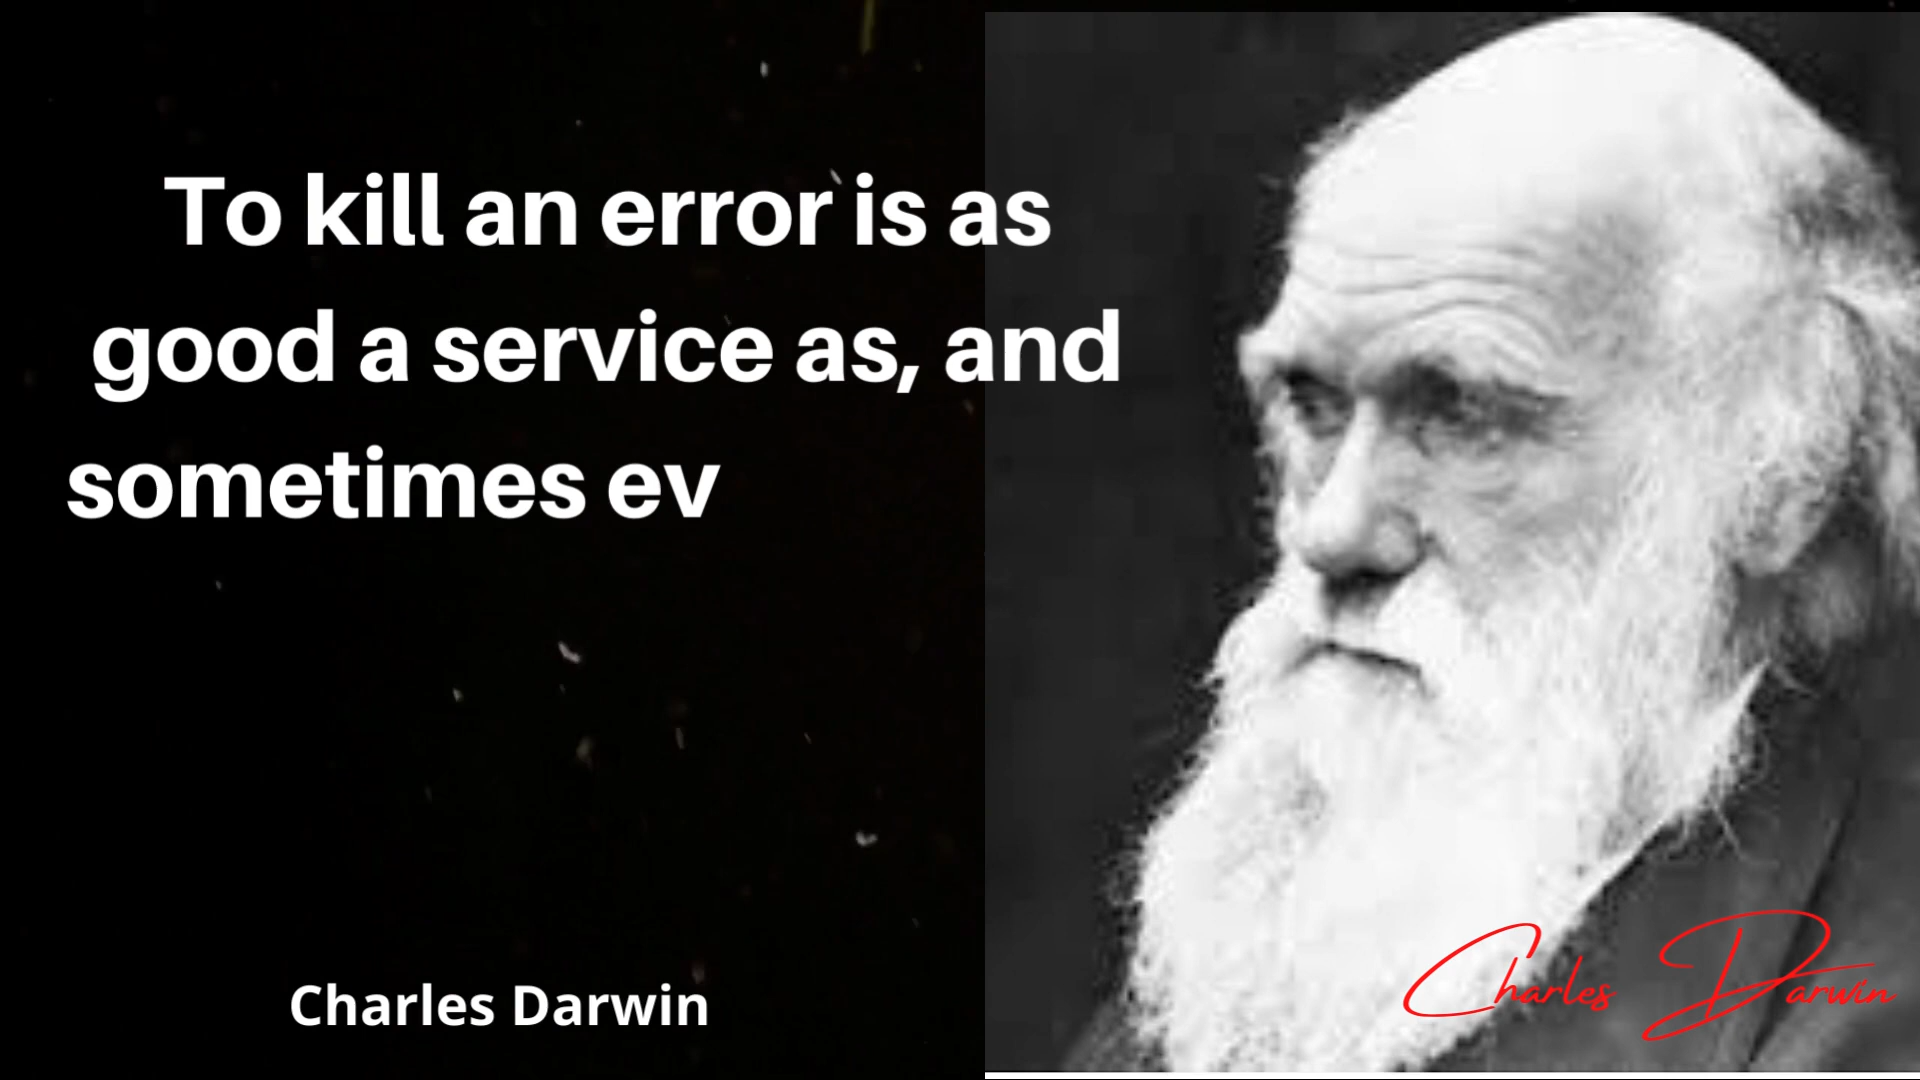 To kill an error is as
good a service as, and
sometimes ev
Charles Darwin
Charles Darwin